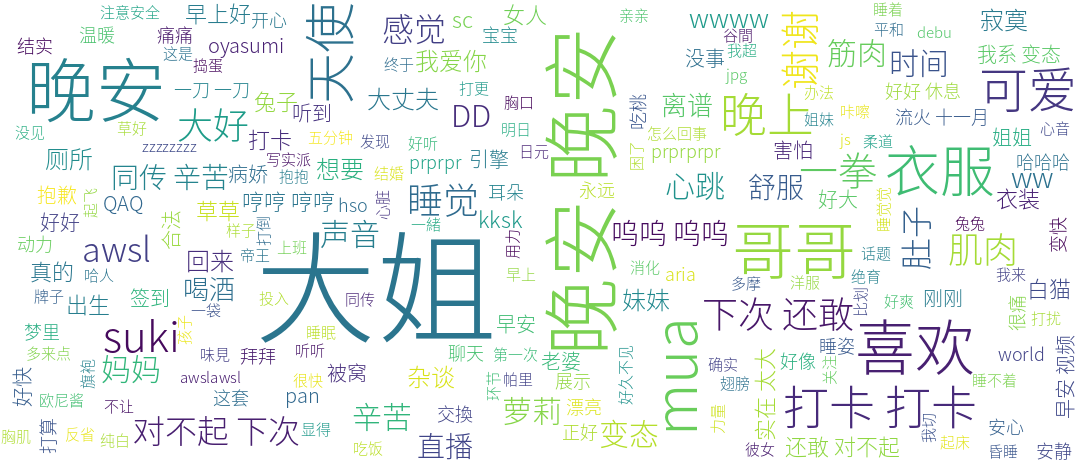 注意安全
早上好
开心
天使
感觉
sc
女人
亲亲
wwww
谷間
谢谢
睡着
平和
debu
寂寞
结实
温暖
痛痛
这是
oyasumi
终于
我爱你
宝宝
晚安 晚安
没事
我超
筋肉
时间
我系 变态
可爱
晚安
捣蛋
一刀 一刀
兔子
听到
大丈夫
打更
DD
胸口
吃桃
离谱
jpg
晚上
办法
咔嚓
好好 休息
流火 十一月
心音
没见
草好
大好
打卡
五分钟
发现
好听
明日
怎么回事
姐妹
js
柔道
姐姐
zzzzzzzz
写实派
引擎
日元
困了
prprprpr
害怕
一拳
衣服
哈哈哈
ww
厕所
同传 辛苦
病娇
抱抱
想要
结婚
prprpr
耳朵
永远
心跳
舒服
好大
睡觉觉
衣装
抱歉
起飞
QAQ
草草
哼哼 哼哼
hso
心脏
睡觉
kksk
呜呜 呜呜
哥哥
肚子
兔兔
变快
好好
合法
样子
打倒
声音
一緒
用力
话题
肌肉
动力
awsl
回来
帝王
上班
大姐
消化
aria
多摩
洋服
绝育
我来
真的
哈人
喝酒
投入
同传
早上
妹妹
比划
好爽
刚刚
白猫
牌子
出生
签到
一袋
下次 还敢
喜欢
很痛
打扰
梦里
suki
孩子
睡眠
早安
mua
多来点
味見
拜拜
听听
聊天
第一次
老婆
好久不见
确实
睡姿
好像
关注
world
早安 视频
好快
旗袍
妈妈
awslawsl
很快
被窝
杂谈
环节
帕里
展示
翅膀
实在 太大
打卡 打卡
睡不着
欧尼酱
不让
这套
pan
辛苦
交換
萝莉
漂亮
力量
我切
安心
胸肌
打算
反省
纯白
对不起 下次
显得
吃饭
直播
正好
变态
彼女
还敢 对不起
起床
昏睡
安静